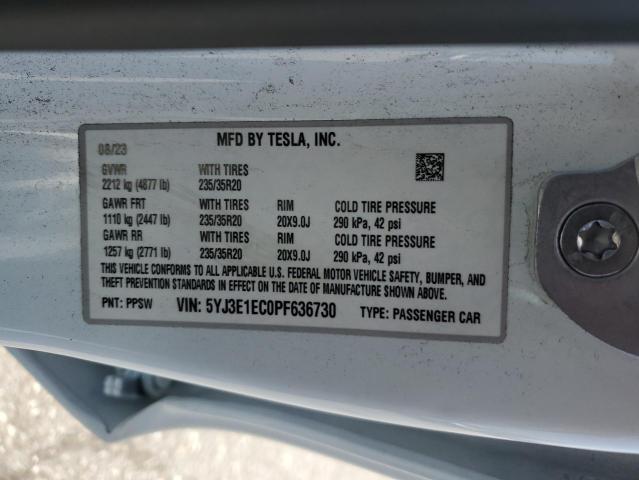 MFD BY TESLA, INC.
08/23
GVWR WITH TIRES
2212 kg (4877 lb) 235/35R20
GAWR FRT WITH TIRES RIM COLD TIRE PRESSURE
1110 kg (2447 lb) 235/35R20 20X9.0J 290 kPa, 42 psi
GAWR RR WITH TIRES RIM COLD TIRE PRESSURE
1257 kg (2771 lb) 235/35R20 20X9.0J 290 kPa, 42 psi
THIS VEHICLE CONFORMS TO ALL APPLICABLE U.S. FEDERAL MOTOR VEHICLE SAFETY, BUMPER, AND
THEFT PREVENTION STANDARDS IN EFFECT ON THE DATE OF MANUFACTURE SHOWN ABOVE.
PNT: PPSW VIN: 5YJ3E1EC0PF636730 TYPE: PASSENGER CAR